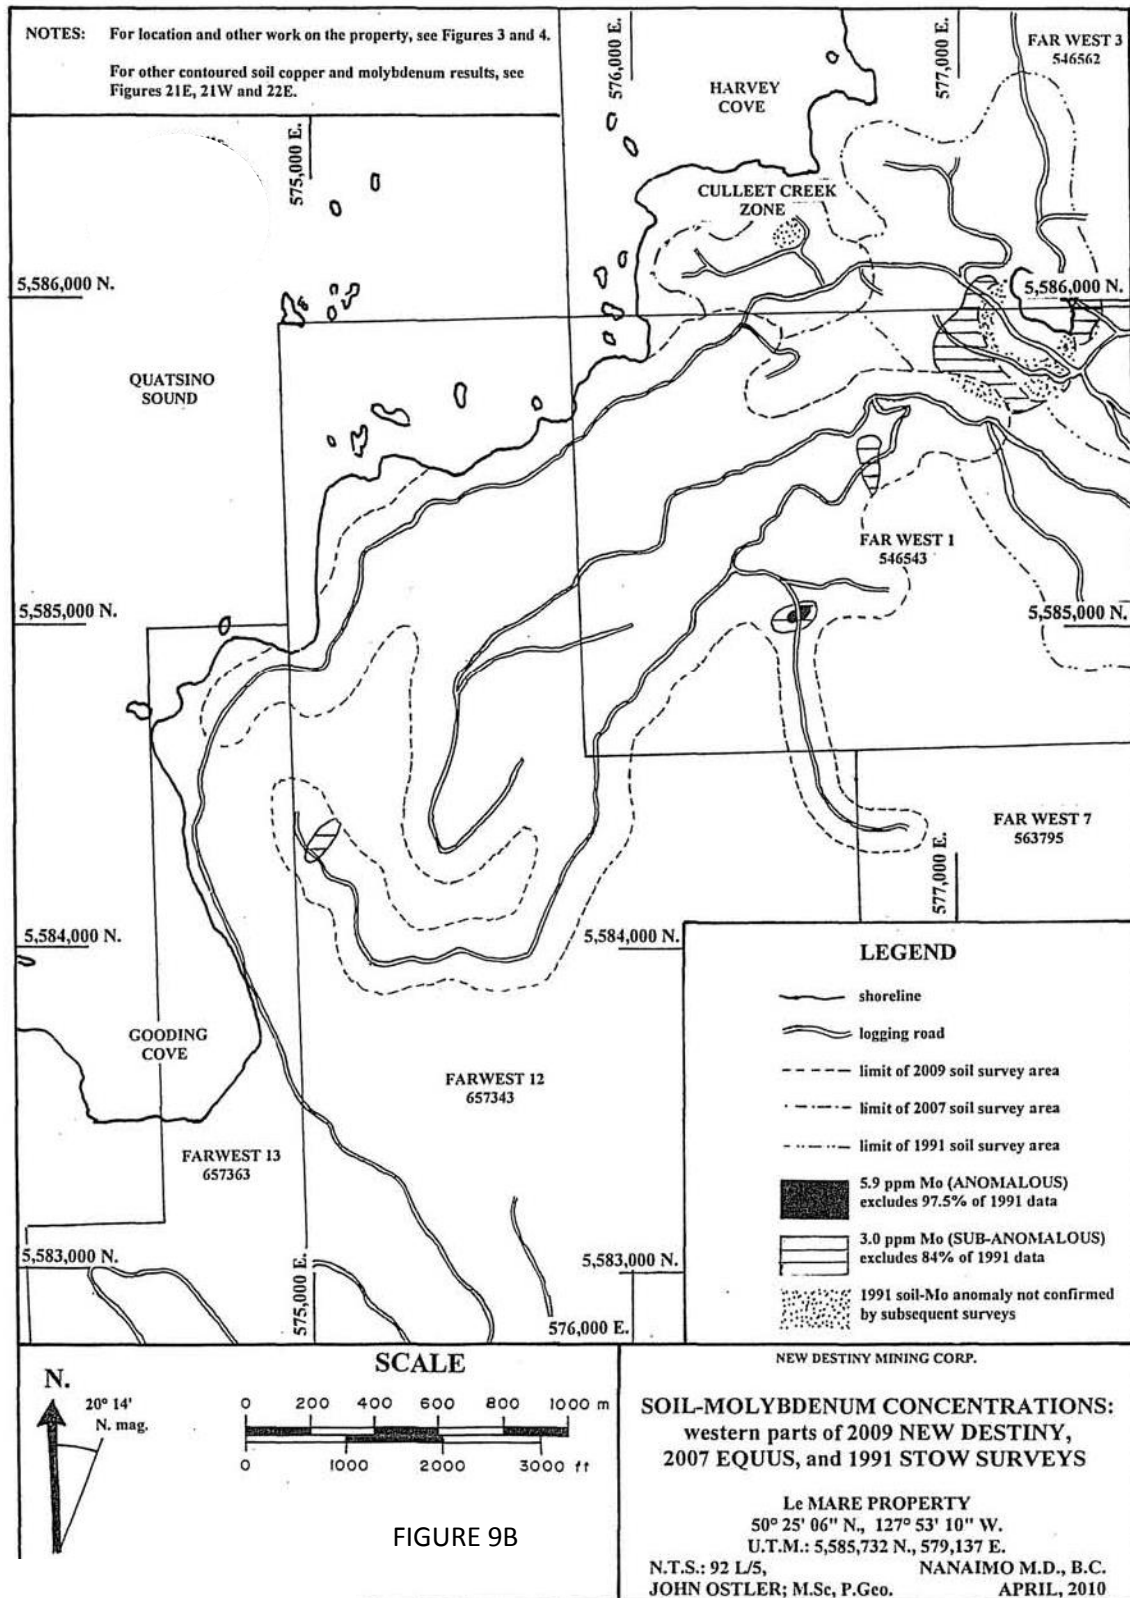 NOTES: For location and other work on the property, see Figures 3 and 4.
For other contoured soil copper and molybdenum results, see
Figures 21E, 21W and 22E.
575,000 E.
576,000 E.
577,000 E.
FAR WEST 3
546562
HARVEY
COVE
CULLEET CREEK
ZONE
5,586,000 N.
5,586,000 N.
QUATSINO
SOUND
FAR WEST 1
546543
5,585,000 N.
5,585,000 N.
FAR WEST 7
563795
577,000 E.
5,584,000 N.
5,584,000 N.
GOODING
COVE
FARWEST 12
657343
FARWEST 13
657363
5,583,000 N.
5,583,000 N.
575,000 E.
576,000 E.
LEGEND
shoreline
logging road
limit of 2009 soil survey area
limit of 2007 soil survey area
limit of 1991 soil survey area
5.9 ppm Mo (ANOMALOUS)
excludes 97.5% of 1991 data
3.0 ppm Mo (SUB-ANOMALOUS)
excludes 84% of 1991 data
1991 soil-Mo anomaly not confirmed
by subsequent surveys
N.
20° 14'
N. mag.
SCALE
0 200 400 600 800 1000 m
0 1000 2000 3000 ft
FIGURE 9B
NEW DESTINY MINING CORP.
SOIL-MOLYBDENUM CONCENTRATIONS:
western parts of 2009 NEW DESTINY,
2007 EQUUS, and 1991 STOW SURVEYS
Le MARE PROPERTY
50° 25' 06" N., 127° 53' 10" W.
U.T.M.: 5,585,732 N., 579,137 E.
N.T.S.: 92 L/5, NANAIMO M.D., B.C.
JOHN OSTLER; M.Sc, P.Geo. APRIL, 2010